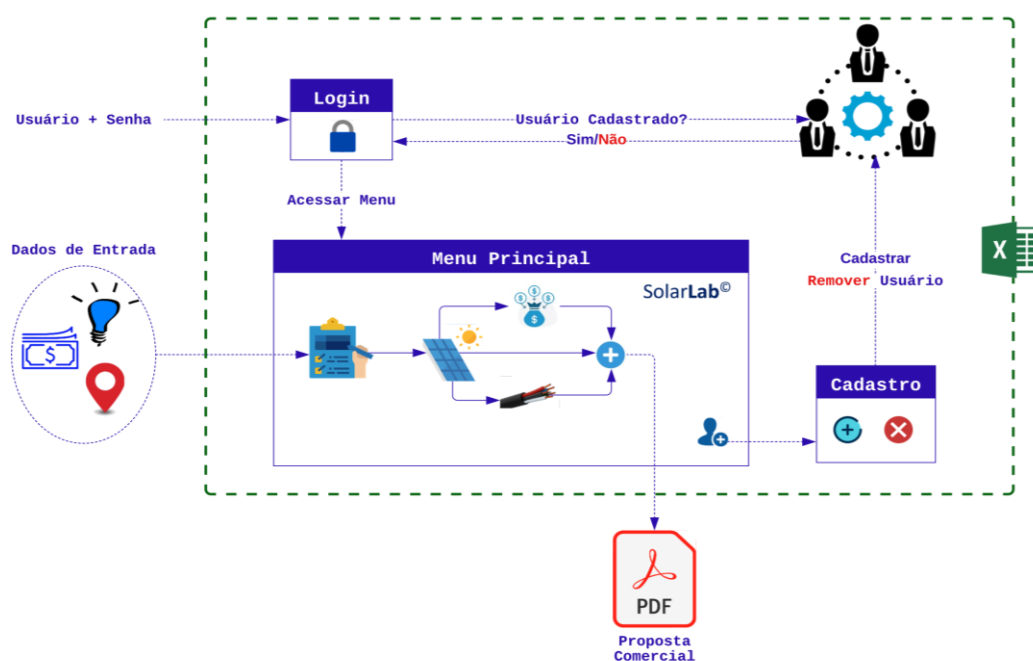 Login
Usuário + Senha
Usuário Cadastrado?
Sim/Não
Acessar Menu
Dados de Entrada
Menu Principal
SolarLab©
X
Cadastrar
Remover Usuário
Cadastro
PDF
Proposta
Comercial